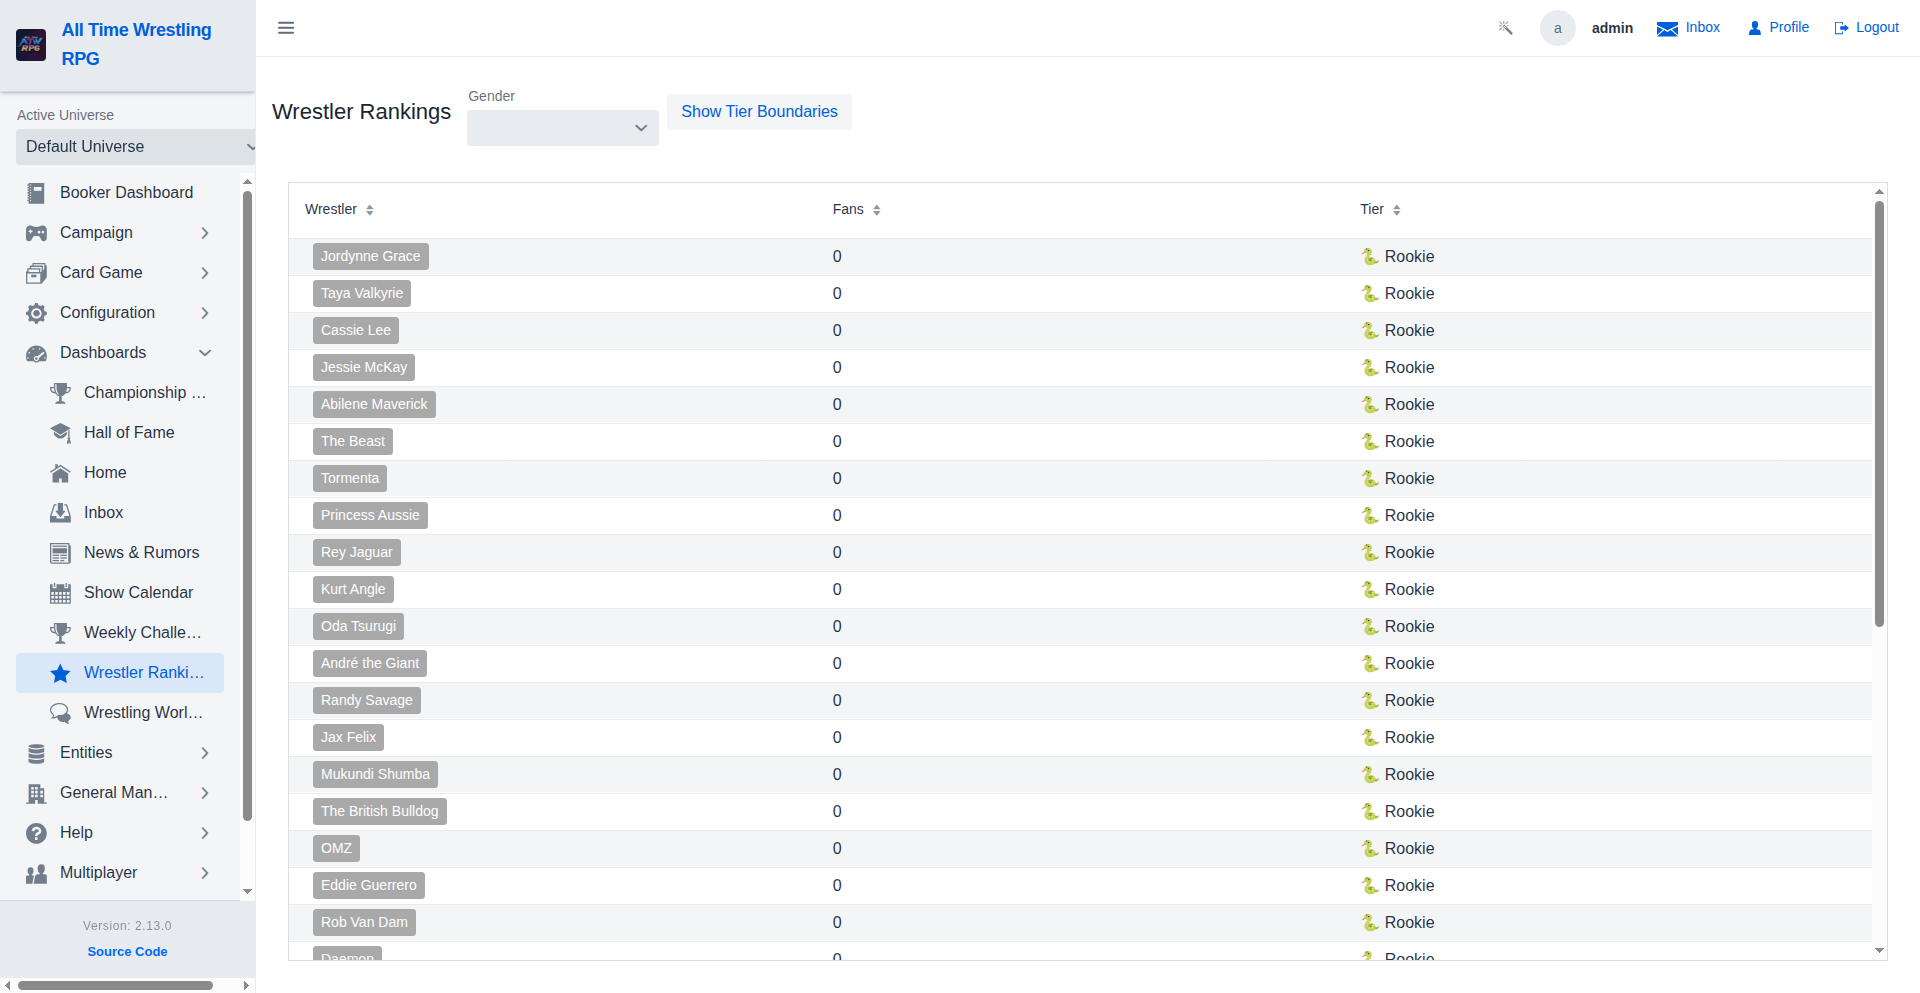 All Time Wrestling
RPG
a
admin
Inbox
Profile
Logout
Active Universe
Default Universe
Booker Dashboard
Campaign
Card Game
Configuration
Dashboards
Championship ...
Hall of Fame
Home
Inbox
News & Rumors
Show Calendar
Weekly Challe...
Wrestler Ranki...
Wrestling Worl...
Entities
General Man...
Help
Multiplayer
Version: 2.13.0
Source Code
Wrestler Rankings
Gender
Show Tier Boundaries
Wrestler Fans Tier
Jordynne Grace 0 🐍 Rookie
Taya Valkyrie 0 🐍 Rookie
Cassie Lee 0 🐍 Rookie
Jessie McKay 0 🐍 Rookie
Abilene Maverick 0 🐍 Rookie
The Beast 0 🐍 Rookie
Tormenta 0 🐍 Rookie
Princess Aussie 0 🐍 Rookie
Rey Jaguar 0 🐍 Rookie
Kurt Angle 0 🐍 Rookie
Oda Tsurugi 0 🐍 Rookie
André the Giant 0 🐍 Rookie
Randy Savage 0 🐍 Rookie
Jax Felix 0 🐍 Rookie
Mukundi Shumba 0 🐍 Rookie
The British Bulldog 0 🐍 Rookie
OMZ 0 🐍 Rookie
Eddie Guerrero 0 🐍 Rookie
Rob Van Dam 0 🐍 Rookie
Daemon 0 🐍 Rookie